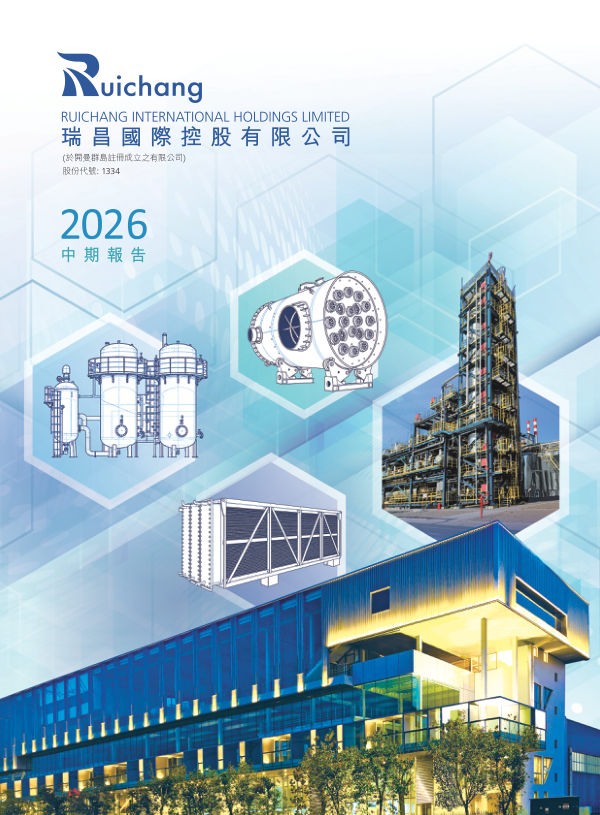 Ruichang
RUICHANG INTERNATIONAL HOLDINGS LIMITED
瑞昌國際控股有限公司
(於開曼群島註冊成立之有限公司)
股份代號: 1334
2026
中期報告